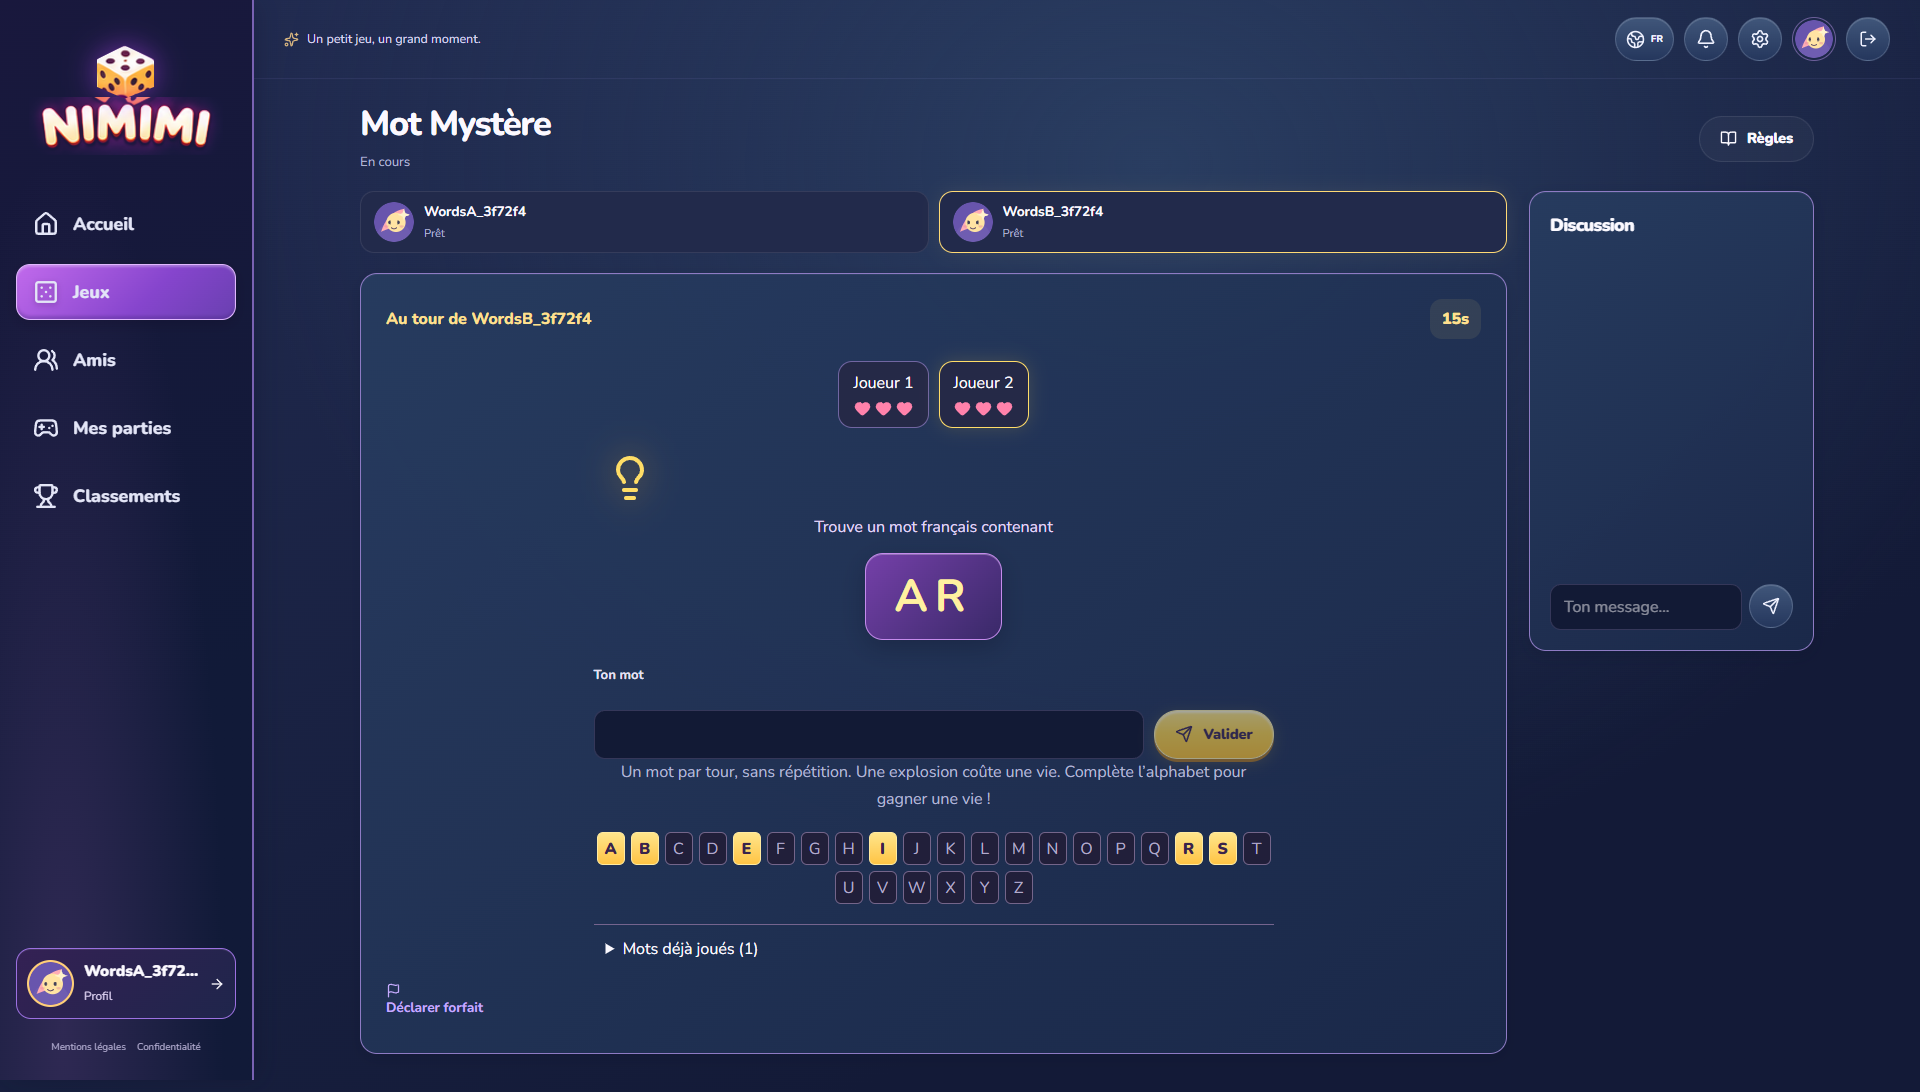 NIMIMI
Un petit jeu, un grand moment.
FR
Accueil
Jeux
Amis
Mes parties
Classements
WordsA_3f72...
Profil
Mentions légales
Confidentialité
Mot Mystère
En cours
Règles
WordsA_3f72f4
Prêt
WordsB_3f72f4
Prêt
Au tour de WordsB_3f72f4
15s
Joueur 1
Joueur 2
Trouve un mot français contenant
AR
Ton mot
Valider
Un mot par tour, sans répétition. Une explosion coûte une vie. Complète l’alphabet pour
gagner une vie !
A B C D E F G H I J K L M N O P Q R S T
U V W X Y Z
Mots déjà joués (1)
Déclarer forfait
Discussion
Ton message...